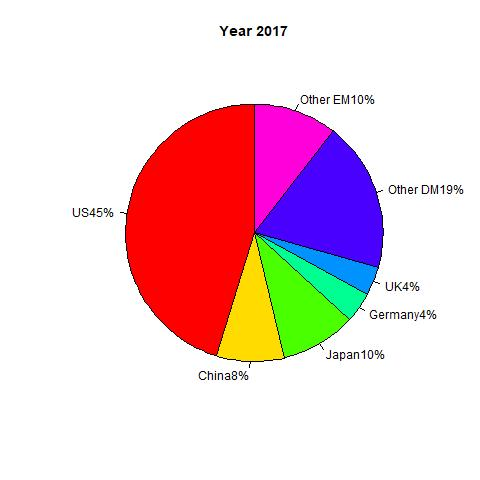 Year 2017
Other EM10%
Other DM19%
US45%
UK4%
Germany4%
Japan10%
China8%